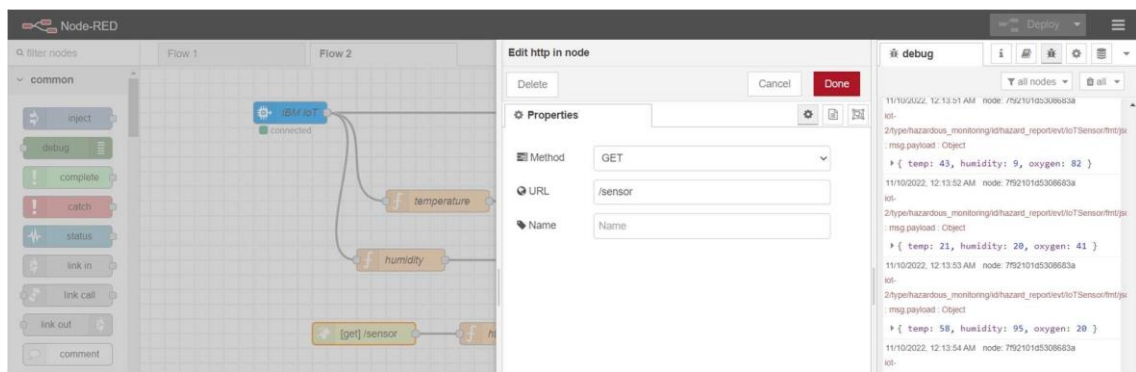 Node-RED
Deploy
filter nodes
Flow 1
Flow 2
common
inject
debug
complete
catch
status
link in
link call
link out
comment
IBM IoT
connected
temperature
humidity
[get] /sensor
Edit http in node
Delete
Cancel
Done
Properties
Method
GET
URL
/sensor
Name
Name
debug
all nodes
all
11/10/2022, 12:13:51 AM node: 7f92101d5308683a
iot-
2/type/hazardous_monitoring/id/hazard_report/evt/IoTSensor/fmt/js
: msg.payload : Object
{ temp: 43, humidity: 9, oxygen: 82 }
11/10/2022, 12:13:52 AM node: 7f92101d5308683a
iot-
2/type/hazardous_monitoring/id/hazard_report/evt/IoTSensor/fmt/js
: msg.payload : Object
{ temp: 21, humidity: 20, oxygen: 41 }
11/10/2022, 12:13:53 AM node: 7f92101d5308683a
iot-
2/type/hazardous_monitoring/id/hazard_report/evt/IoTSensor/fmt/js
: msg.payload : Object
{ temp: 58, humidity: 95, oxygen: 20 }
11/10/2022, 12:13:54 AM node: 7f92101d5308683a
iot-